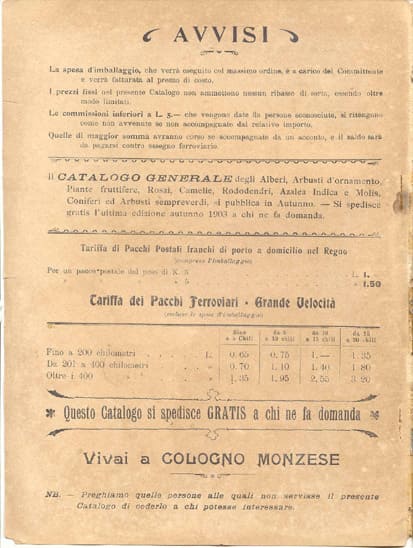 AVVISI
La spesa d'imballaggio, che verrà eseguito col massimo ordine, è a carico del Committente
e verrà fatturata al prezzo di costo.
I prezzi fissi nel presente Catalogo non ammettono nessun ribasso di sorta, essendo oltre
modo limitati.
Le commissioni inferiori a L. 5.— che vengono date da persone sconosciute, si ritengono
come non avvenute se non accompagnate dal relativo importo.
Quelle di maggior somma avranno corso se accompagnate da un acconto, e il saldo sarà
da pagarsi contro assegno ferroviario.
Il CATALOGO GENERALE degli Alberi, Arbusti d'ornamento,
Piante fruttifere, Rosai, Camelie, Rododendri, Azalea Indica e Molis,
Coniferi ed Arbusti sempreverdi, si pubblica in Autunno. — Si spedisce
gratis l'ultima edizione autunno 1903 a chi ne fa domanda.
Tariffa di Pacchi Postali franchi di porto a domicilio nel Regno
(compreso l'imballaggio)
Per un pacco postale del peso di K. 3 L. 1.—
» » 5 » 1.50
Tariffa dei Pacchi Ferroviari - Grande Velocità
(escluse le spese d'imballaggio)
sino a 5 Chili da 5 a 10 chili da 10 a 15 chili da 15 a 20 chili
Fino a 200 chilometri L. 0.65 0.75 1.— 1.35
Da 201 a 400 chilometri » 0.70 1.10 1.40 1.80
Oltre i 400 » 1.35 1.95 2.55 3.20
Questo Catalogo si spedisce GRATIS a chi ne fa domanda
Vivai a COLOGNO MONZESE
NB. — Preghiamo quelle persone alle quali non servisse il presente
Catalogo di cederlo a chi potesse interessare.